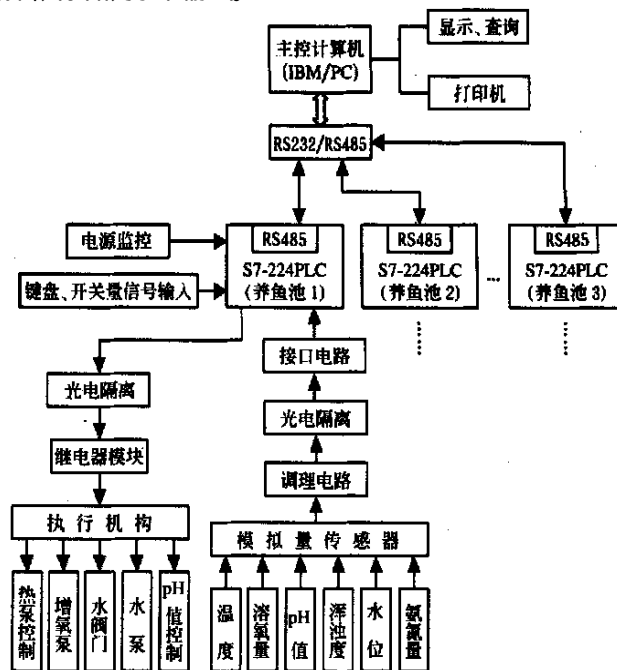 显示、查询
主控计算机
(IBM/PC)
打印机
RS232/RS485
电源监控
RS485
S7-224PLC
(养鱼池1)
RS485
S7-224PLC
(养鱼池2)
...
RS485
S7-224PLC
(养鱼池3)
键盘、开关量信号输入
接口电路
光电隔离
光电隔离
继电器模块
调理电路
执行机构
模拟量传感器
热泵控制
增氧泵
水阀门
水泵
pH值控制
温度
溶氧量
pH值
浑浊度
水位
氨氮量